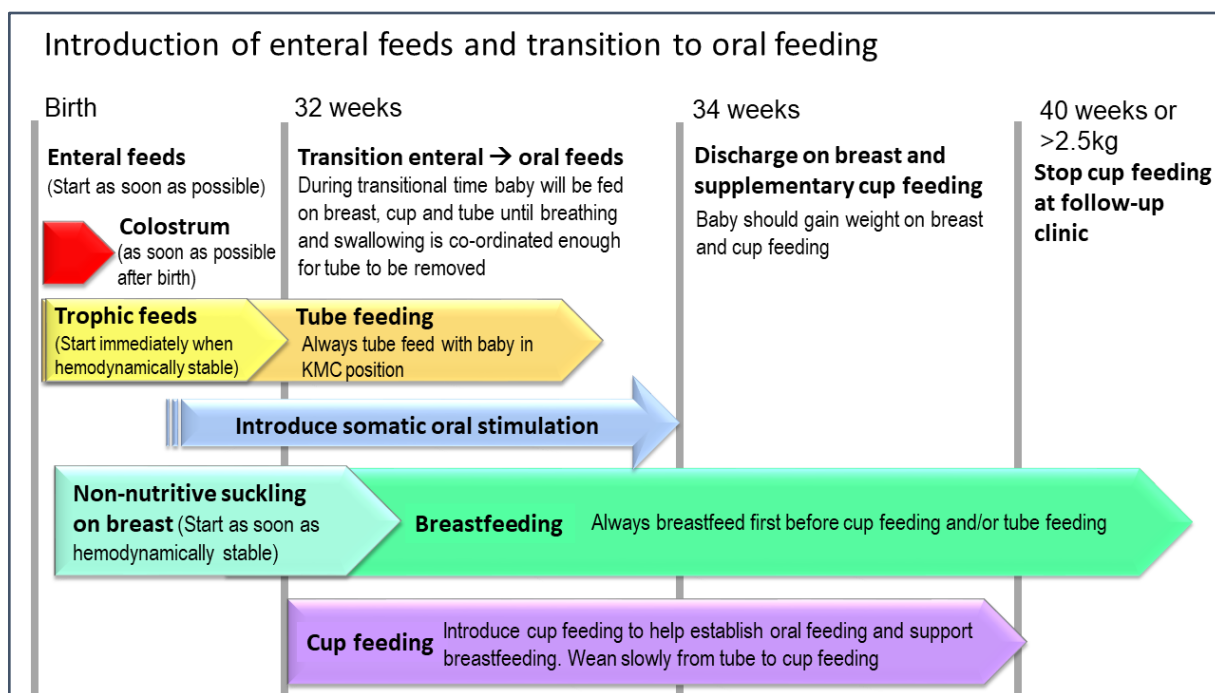 Introduction of enteral feeds and transition to oral feeding
Birth
32 weeks
34 weeks
40 weeks or
>2.5kg
Enteral feeds
(Start as soon as possible)
Colostrum
(as soon as possible
after birth)
Transition enteral → oral feeds
During transitional time baby will be fed
on breast, cup and tube until breathing
and swallowing is co-ordinated enough
for tube to be removed
Discharge on breast and
supplementary cup feeding
Baby should gain weight on breast
and cup feeding
Stop cup feeding
at follow-up
clinic
Trophic feeds
(Start immediately when
hemodynamically stable)
Tube feeding
Always tube feed with baby in
KMC position
Introduce somatic oral stimulation
Non-nutritive suckling
on breast (Start as soon as
hemodynamically stable)
Breastfeeding Always breastfeed first before cup feeding and/or tube feeding
Cup feeding
Introduce cup feeding to help establish oral feeding and support
breastfeeding. Wean slowly from tube to cup feeding